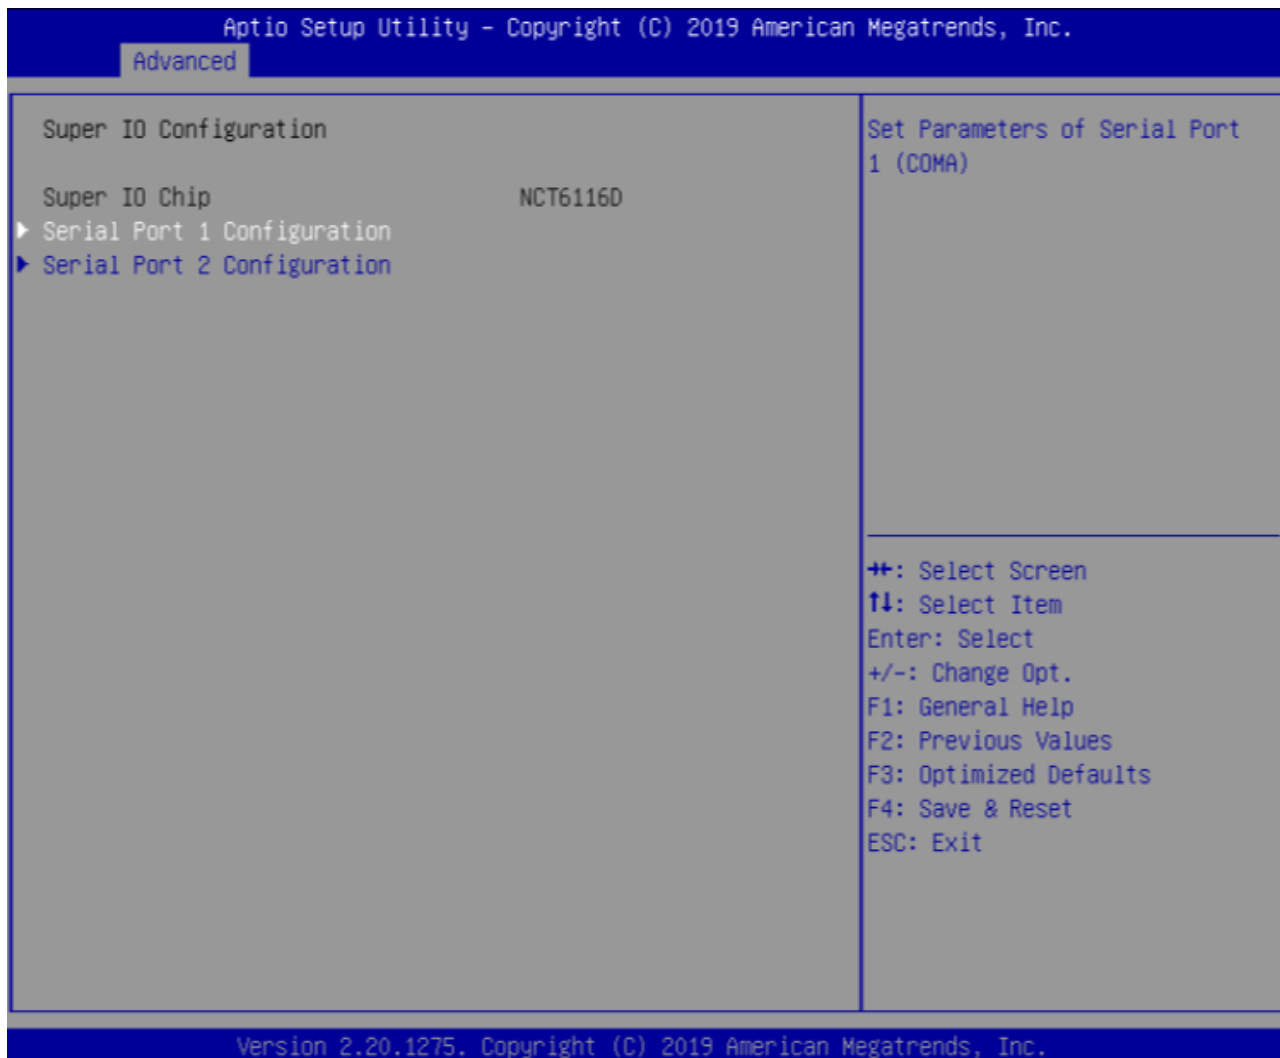 Aptio Setup Utility – Copyright (C) 2019 American Megatrends, Inc.
Advanced
Super IO Configuration
Super IO Chip NCT6116D
Serial Port 1 Configuration
Serial Port 2 Configuration
Set Parameters of Serial Port
1 (COMA)
→←: Select Screen
↑↓: Select Item
Enter: Select
+/-: Change Opt.
F1: General Help
F2: Previous Values
F3: Optimized Defaults
F4: Save & Reset
ESC: Exit
Version 2.20.1275. Copyright (C) 2019 American Megatrends, Inc.